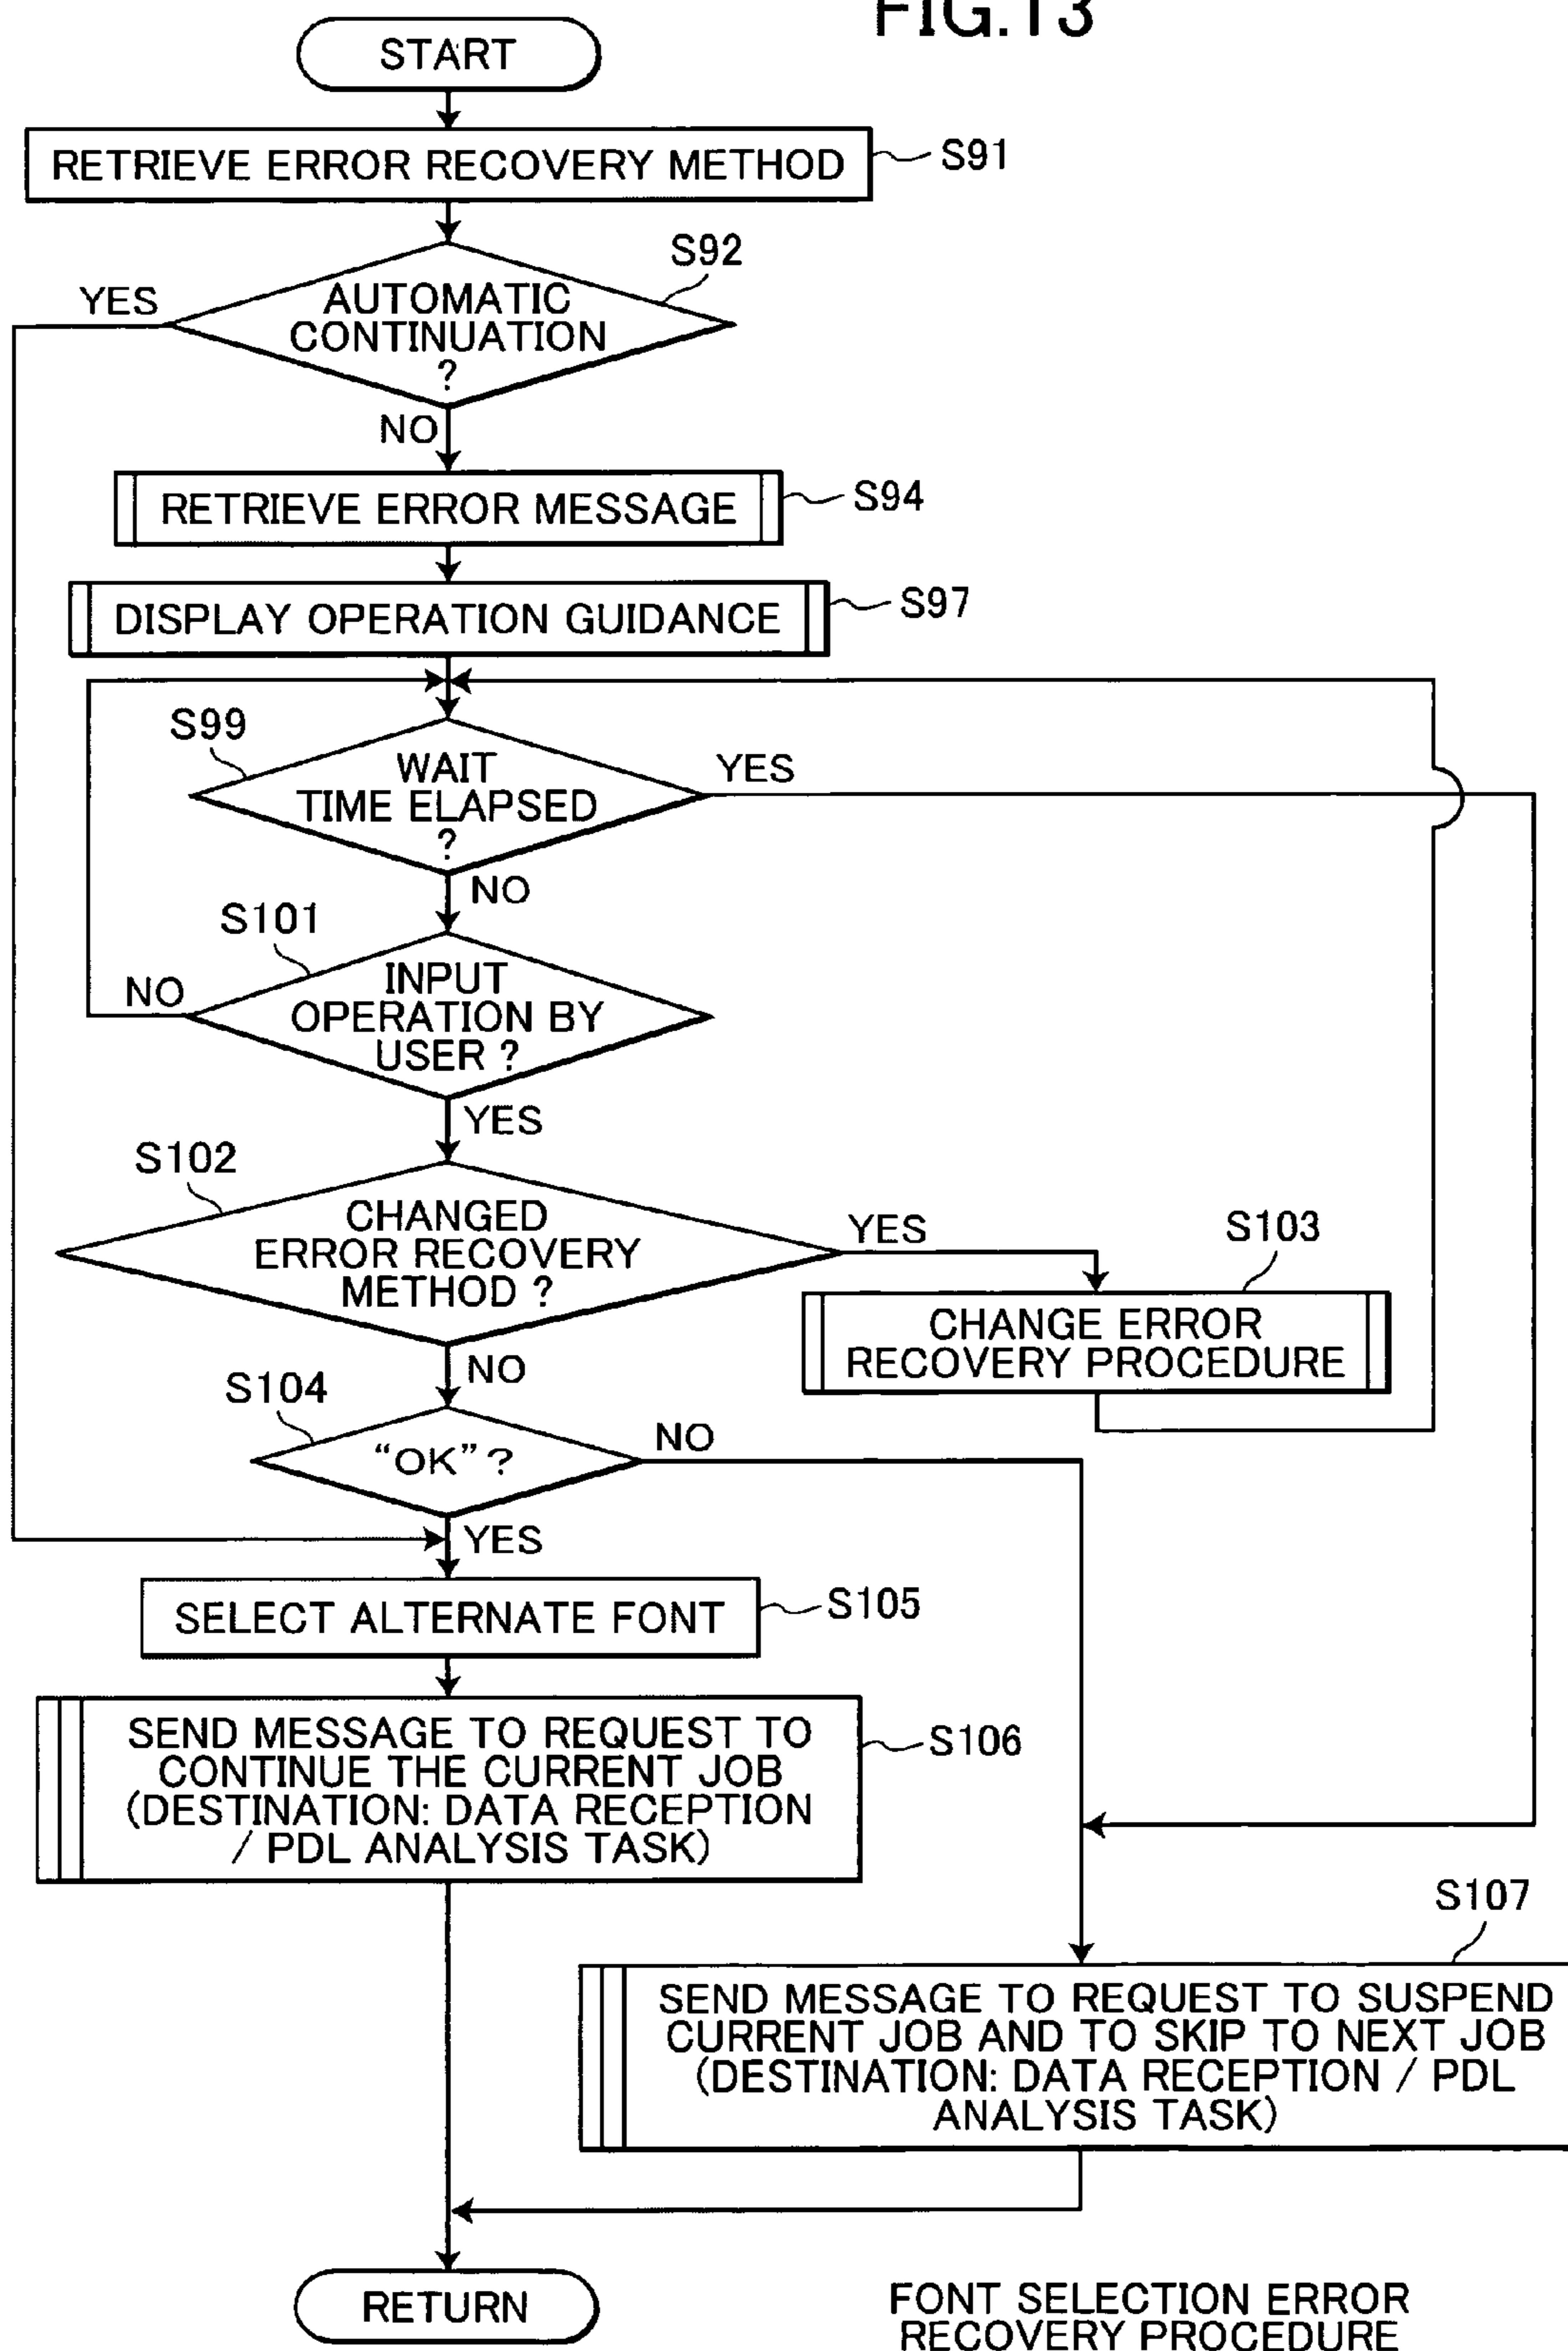 FIG.13
START
RETRIEVE ERROR RECOVERY METHOD
S91
S92
YES
AUTOMATIC
CONTINUATION
?
NO
RETRIEVE ERROR MESSAGE
S94
DISPLAY OPERATION GUIDANCE
S97
S99
WAIT
TIME ELAPSED
?
YES
NO
S101
INPUT
OPERATION BY
USER ?
NO
YES
S102
CHANGED
ERROR RECOVERY
METHOD ?
YES
S103
CHANGE ERROR
RECOVERY PROCEDURE
NO
S104
“OK” ?
NO
YES
SELECT ALTERNATE FONT
S105
SEND MESSAGE TO REQUEST TO
CONTINUE THE CURRENT JOB
(DESTINATION: DATA RECEPTION
/ PDL ANALYSIS TASK)
S106
S107
SEND MESSAGE TO REQUEST TO SUSPEND
CURRENT JOB AND TO SKIP TO NEXT JOB
(DESTINATION: DATA RECEPTION / PDL
ANALYSIS TASK)
RETURN
FONT SELECTION ERROR
RECOVERY PROCEDURE